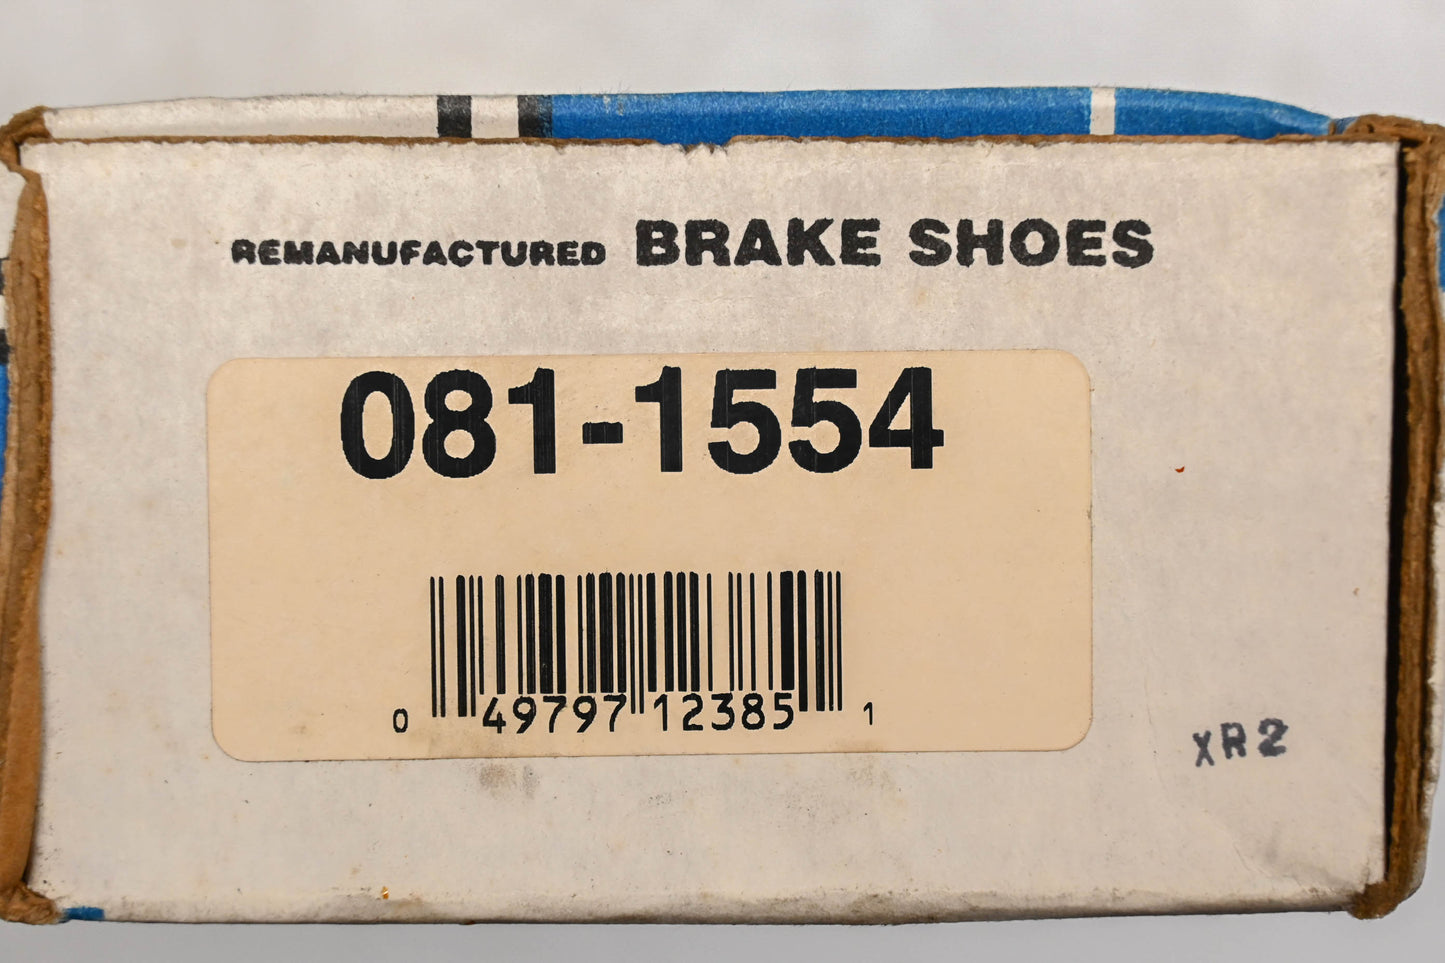 REMANUFACTURED BRAKE SHOES
081-1554
0 49797 12385 1
XR2